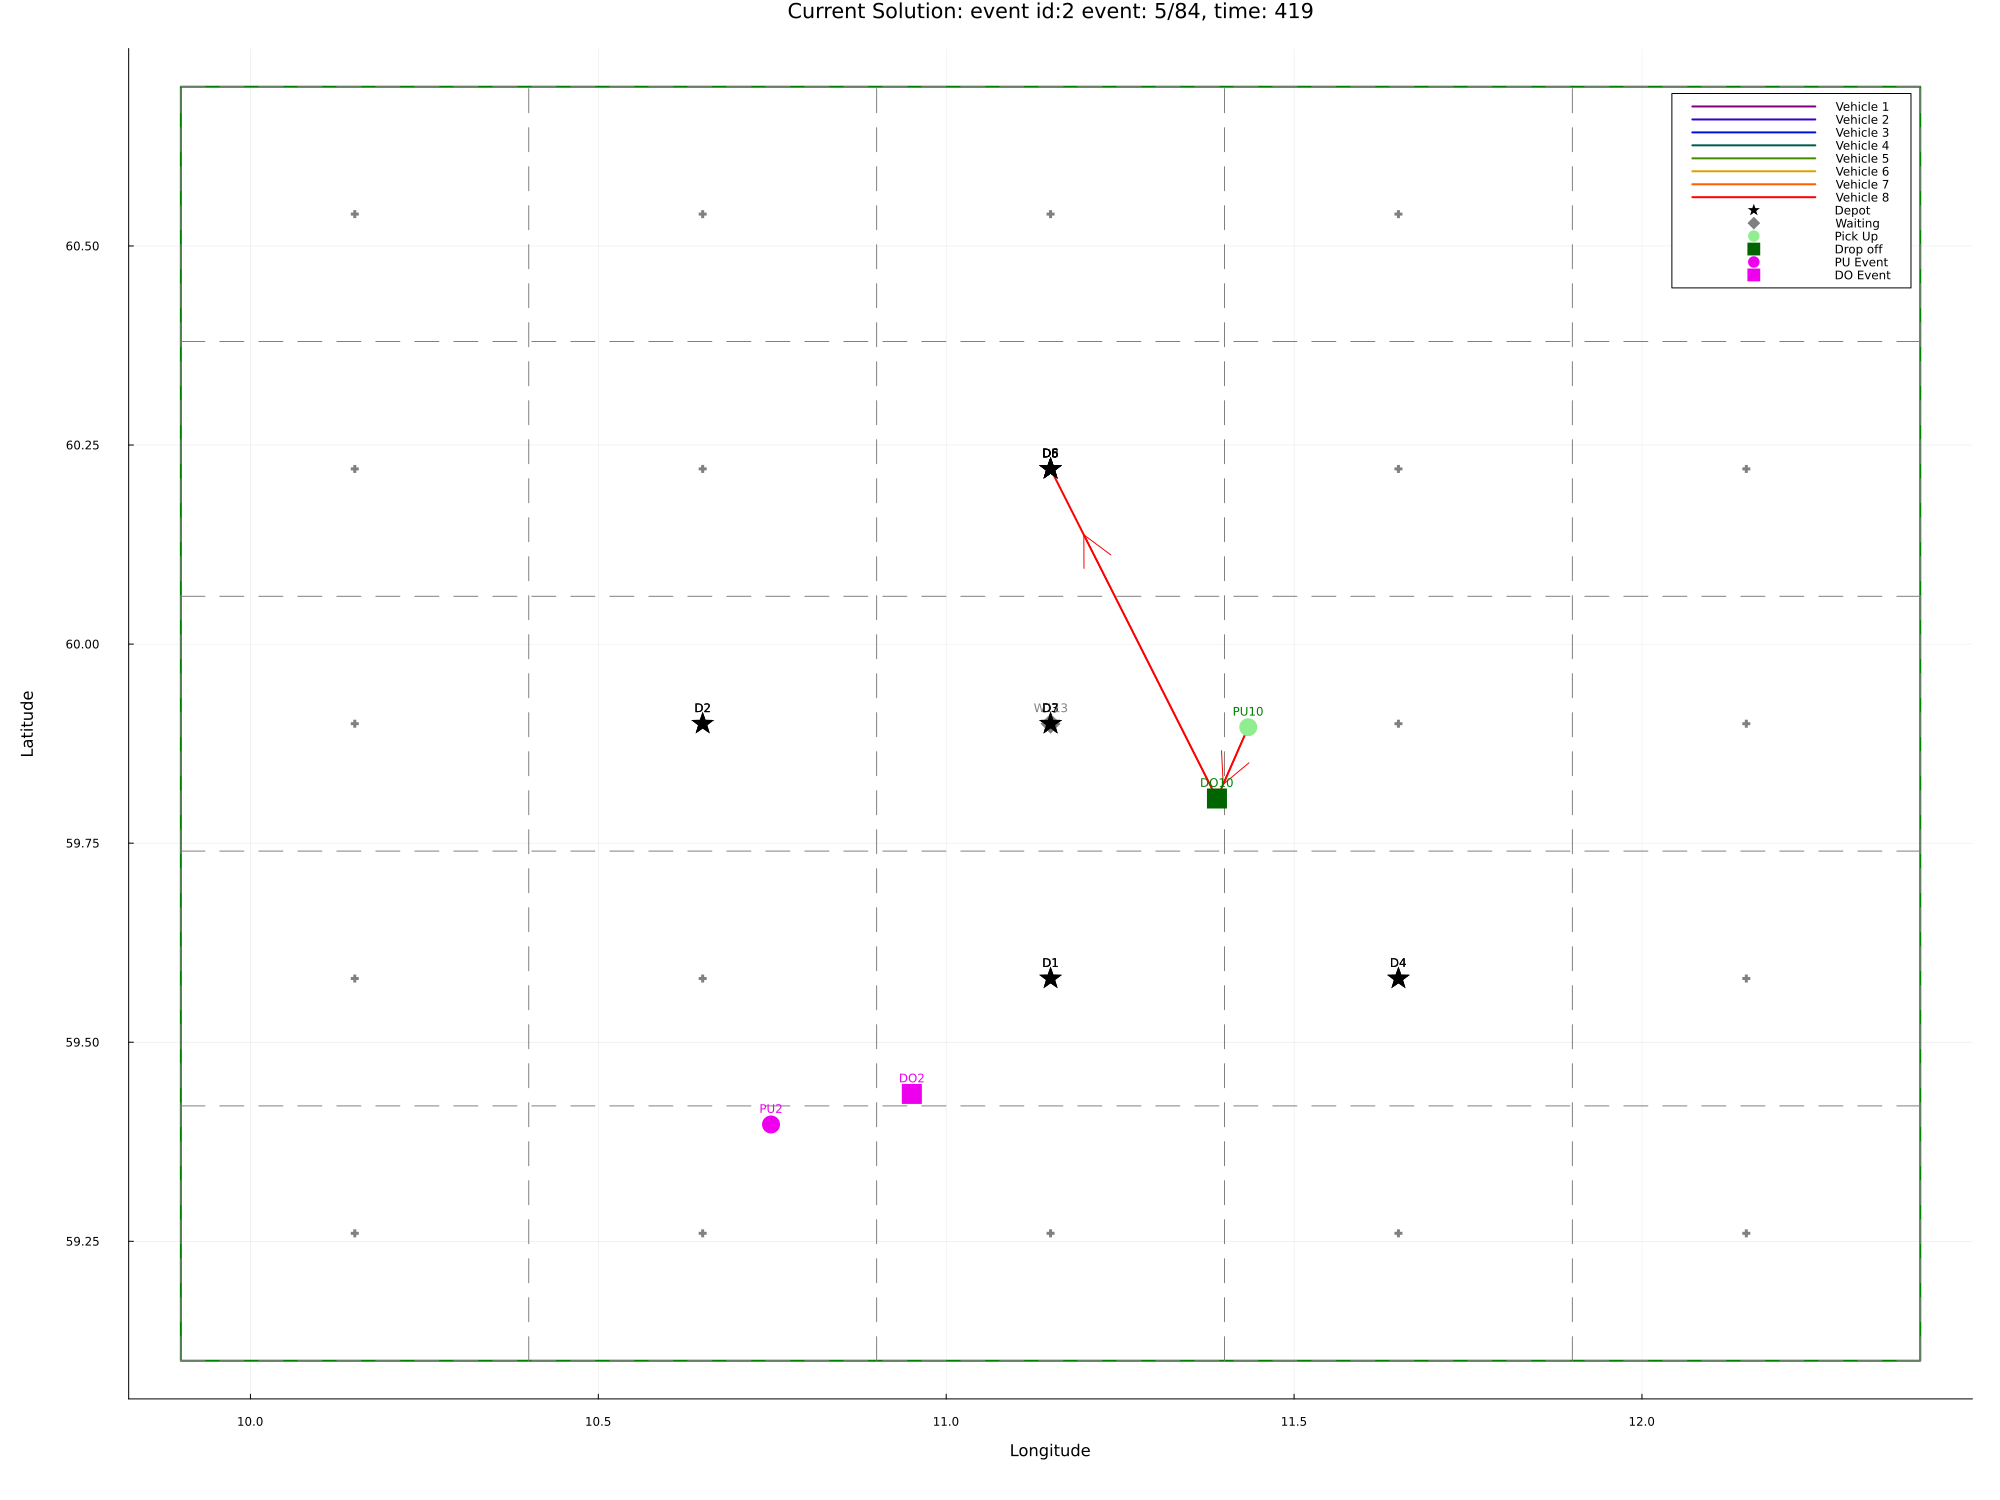 Current Solution: event id:2 event: 5/84, time: 419
Vehicle 1
Vehicle 2
Vehicle 3
Vehicle 4
Vehicle 5
Vehicle 6
Vehicle 7
Vehicle 8
Depot
Waiting
Pick Up
Drop off
PU Event
DO Event
60.50
60.25
60.00
59.75
59.50
59.25
Latitude
D2
PU10
DO10
D1
D4
DO2
PU2
10.0
10.5
11.0
11.5
12.0
Longitude